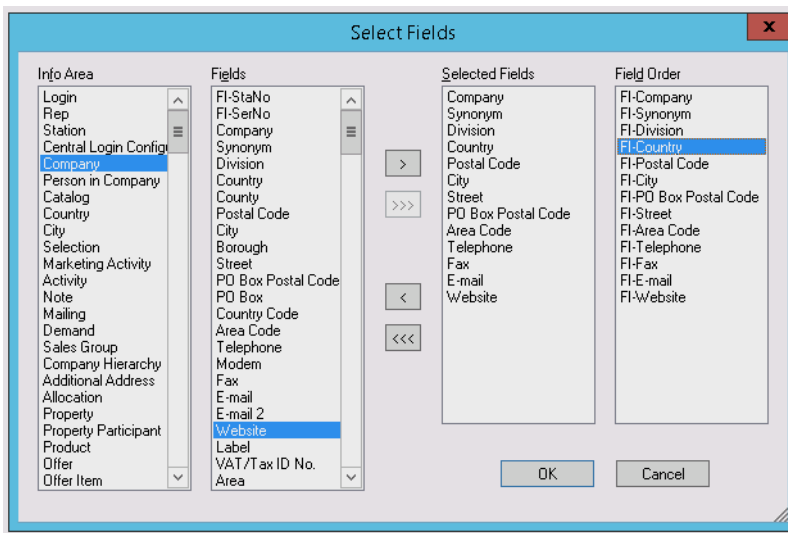 Select Fields
x
Info Area
Login
Rep
Station
Central Login Configu
Company
Person in Company
Catalog
Country
City
Selection
Marketing Activity
Activity
Note
Mailing
Demand
Sales Group
Company Hierarchy
Additional Address
Allocation
Property
Property Participant
Product
Offer
Offer Item
Fields
FI-StaNo
FI-SerNo
Company
Synonym
Division
Country
County
Postal Code
City
Borough
Street
PO Box Postal Code
PO Box
Country Code
Area Code
Telephone
Modem
Fax
E-mail
E-mail 2
Website
Label
VAT/Tax ID No.
Area
>
>>>
<
<<<
Selected Fields
Company
Synonym
Division
Country
Postal Code
City
Street
PO Box Postal Code
Area Code
Telephone
Fax
E-mail
Website
Field Order
FI-Company
FI-Synonym
FI-Division
FI-Country
FI-Postal Code
FI-City
FI-PO Box Postal Code
FI-Street
FI-Area Code
FI-Telephone
FI-Fax
FI-E-mail
FI-Website
OK
Cancel